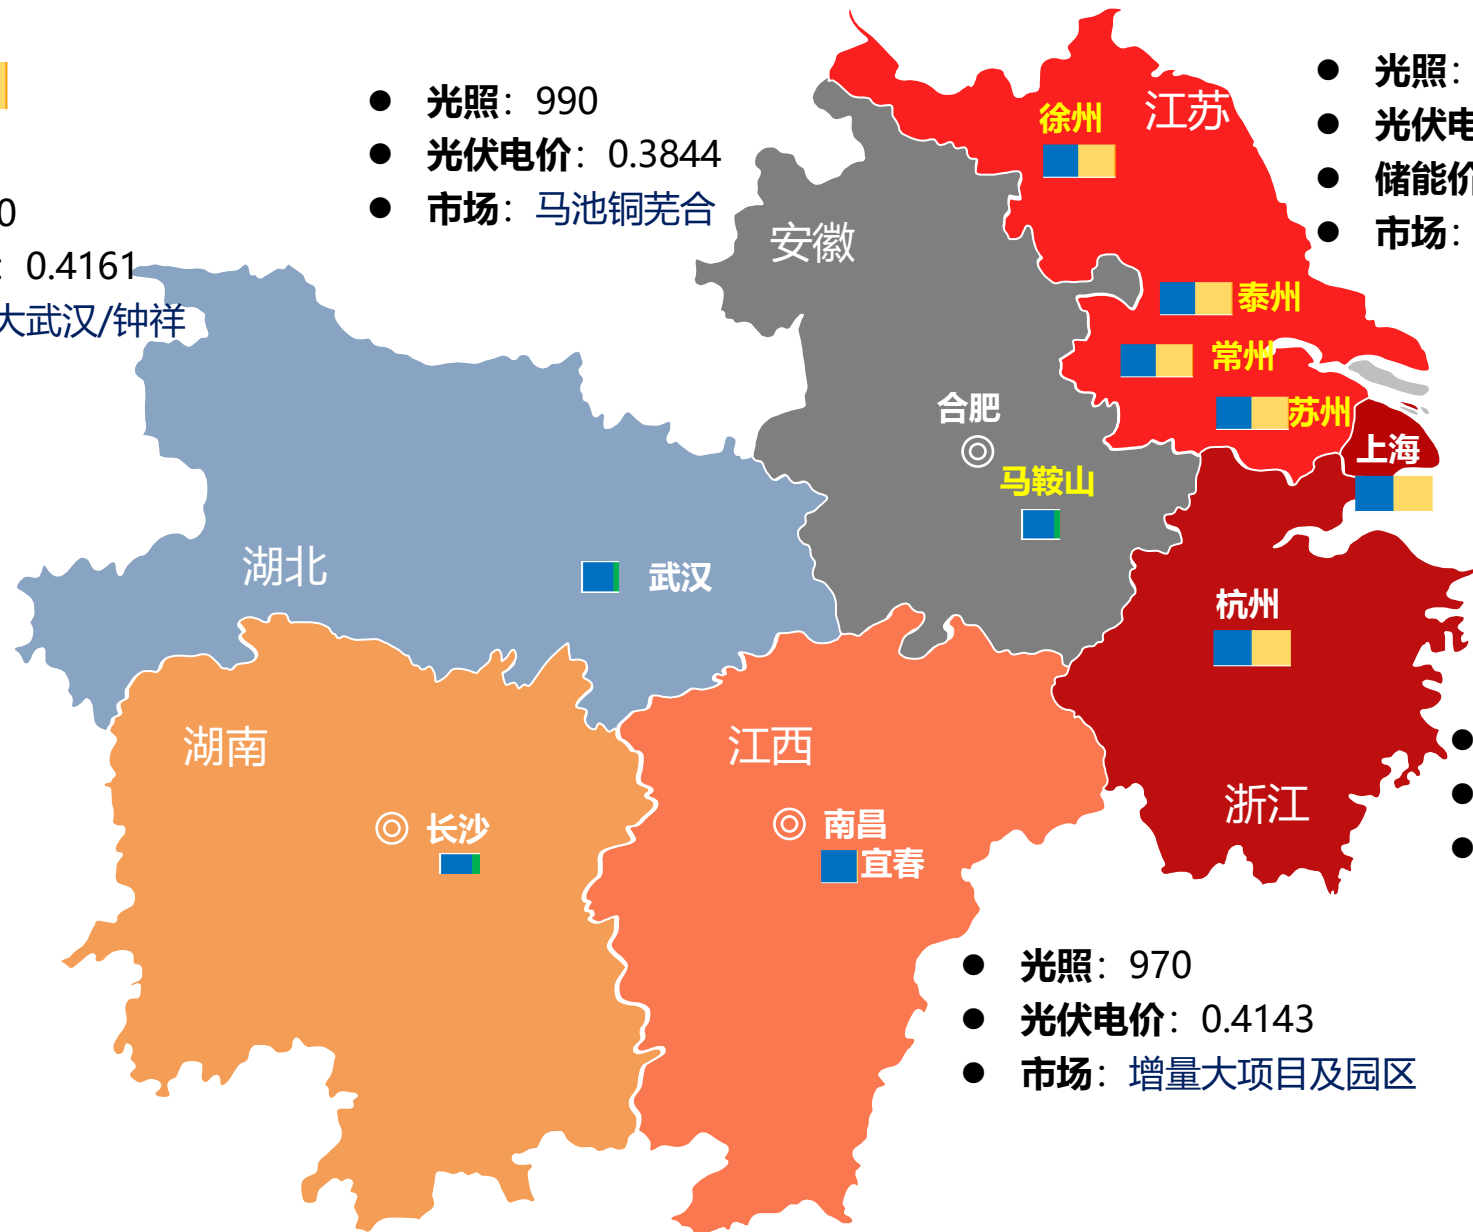 光照：990
光伏电价：0.3844
市场：马池铜芜合
0
：0.4161
大武汉/钟祥
光照：
光伏电
储能价
市场：
江苏
徐州
安徽
泰州
常州
苏州
合肥
上海
马鞍山
湖北
武汉
杭州
湖南
江西
浙江
长沙
南昌
宜春
光照：970
光伏电价：0.4143
市场：增量大项目及园区